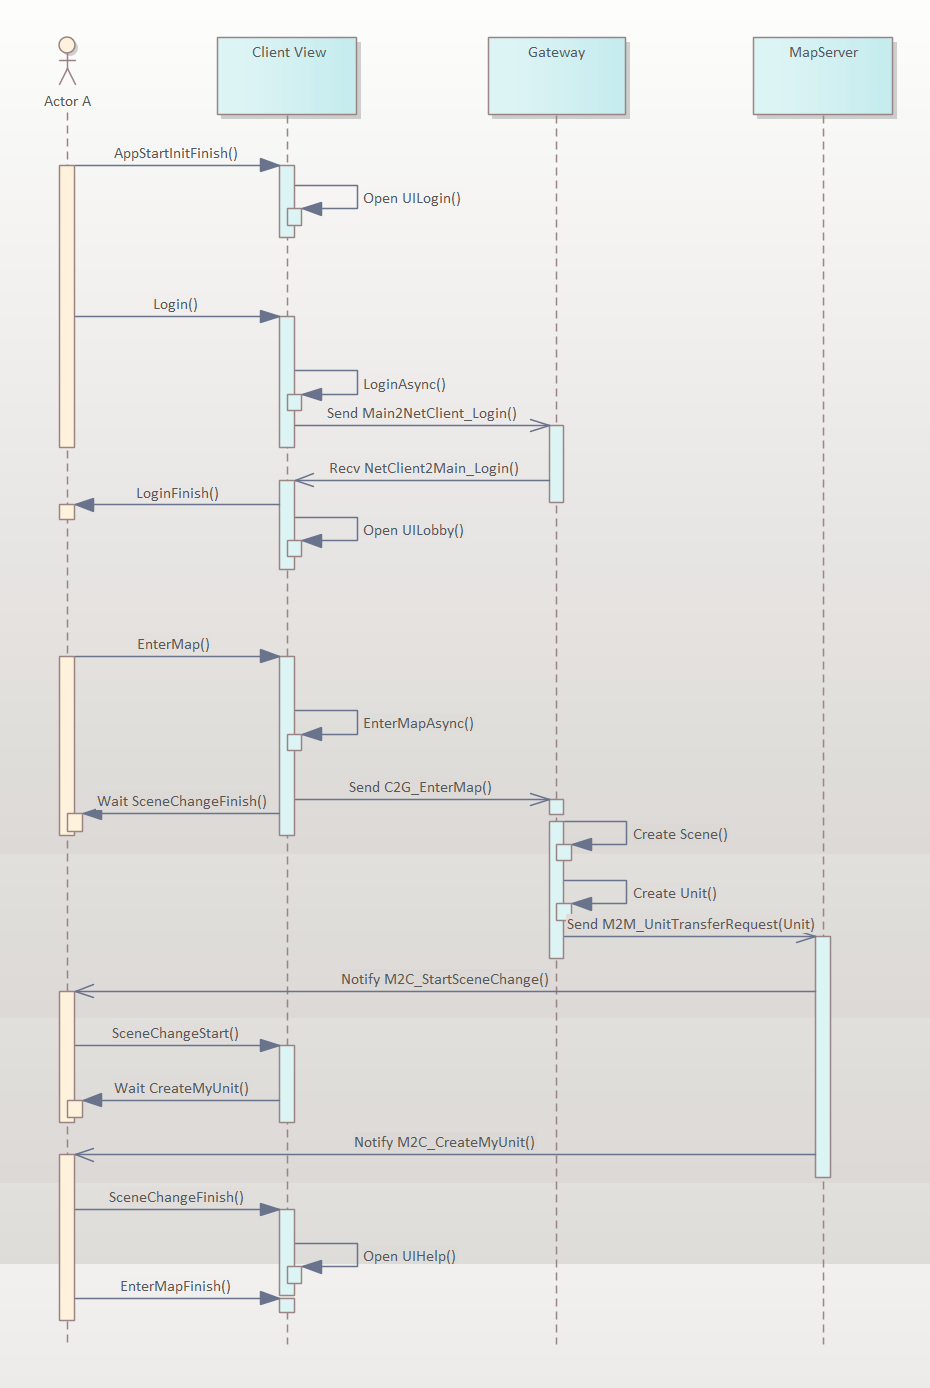 Client View
Gateway
MapServer
Actor A
AppStartInitFinish()
Open UILogin()
Login()
LoginAsync()
Send Main2NetClient_Login()
Recv NetClient2Main_Login()
LoginFinish()
Open UILobby()
EnterMap()
EnterMapAsync()
Send C2G_EnterMap()
Wait SceneChangeFinish()
Create Scene()
Create Unit()
Send M2M_UnitTransferRequest(Unit)
Notify M2C_StartSceneChange()
SceneChangeStart()
Wait CreateMyUnit()
Notify M2C_CreateMyUnit()
SceneChangeFinish()
Open UIHelp()
EnterMapFinish()